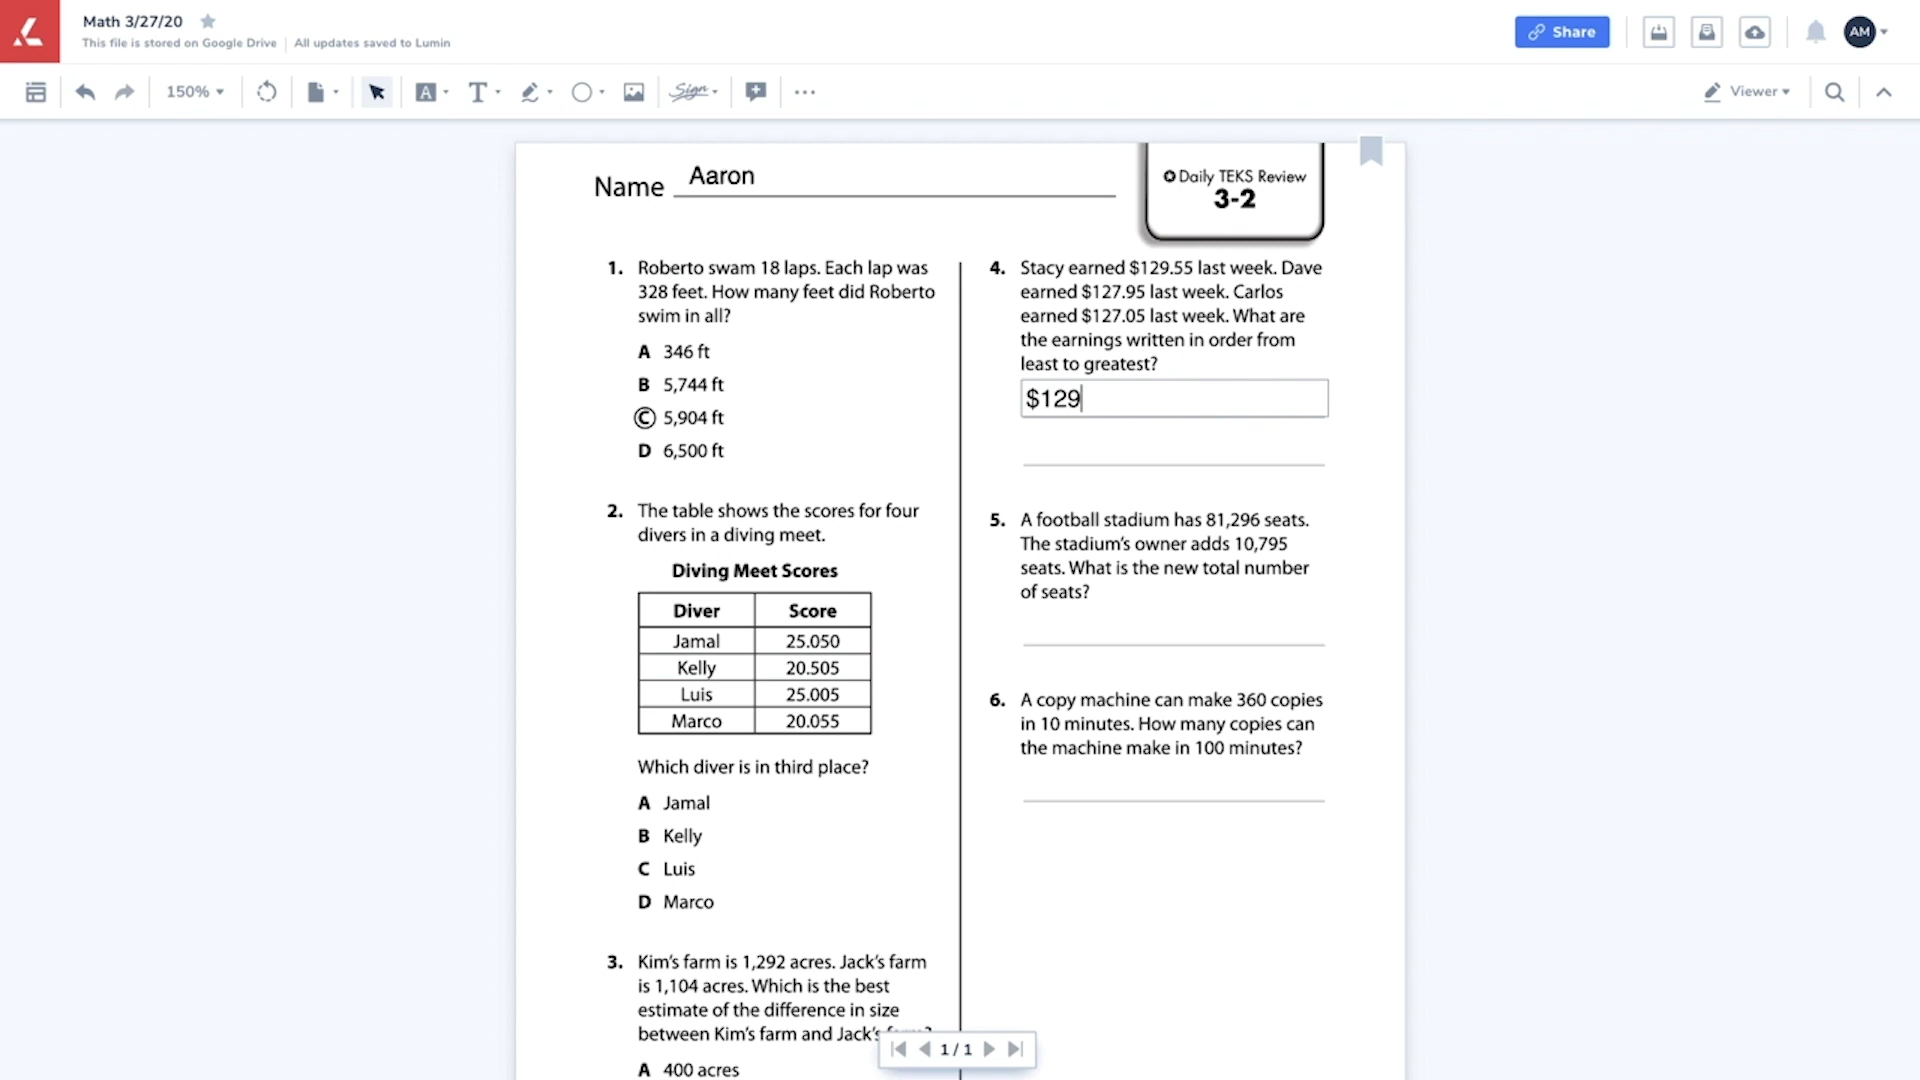 Math 3/27/20
This file is stored on Google Drive
All updates saved to Lumin
Share
AM
150%
A
T
Sign
Viewer
Name Aaron
Daily TEKS Review
3-2
1. Roberto swam 18 laps. Each lap was
328 feet. How many feet did Roberto
swim in all?
A 346 ft
B 5,744 ft
C 5,904 ft
D 6,500 ft
2. The table shows the scores for four
divers in a diving meet.
Diving Meet Scores
Diver Score
Jamal 25.050
Kelly 20.505
Luis 25.005
Marco 20.055
Which diver is in third place?
A Jamal
B Kelly
C Luis
D Marco
3. Kim's farm is 1,292 acres. Jack's farm
is 1,104 acres. Which is the best
estimate of the difference in size
between Kim's farm and Jack's
A 400 acres
4. Stacy earned $129.55 last week. Dave
earned $127.95 last week. Carlos
earned $127.05 last week. What are
the earnings written in order from
least to greatest?
$129
5. A football stadium has 81,296 seats.
The stadium's owner adds 10,795
seats. What is the new total number
of seats?
6. A copy machine can make 360 copies
in 10 minutes. How many copies can
the machine make in 100 minutes?
1 / 1